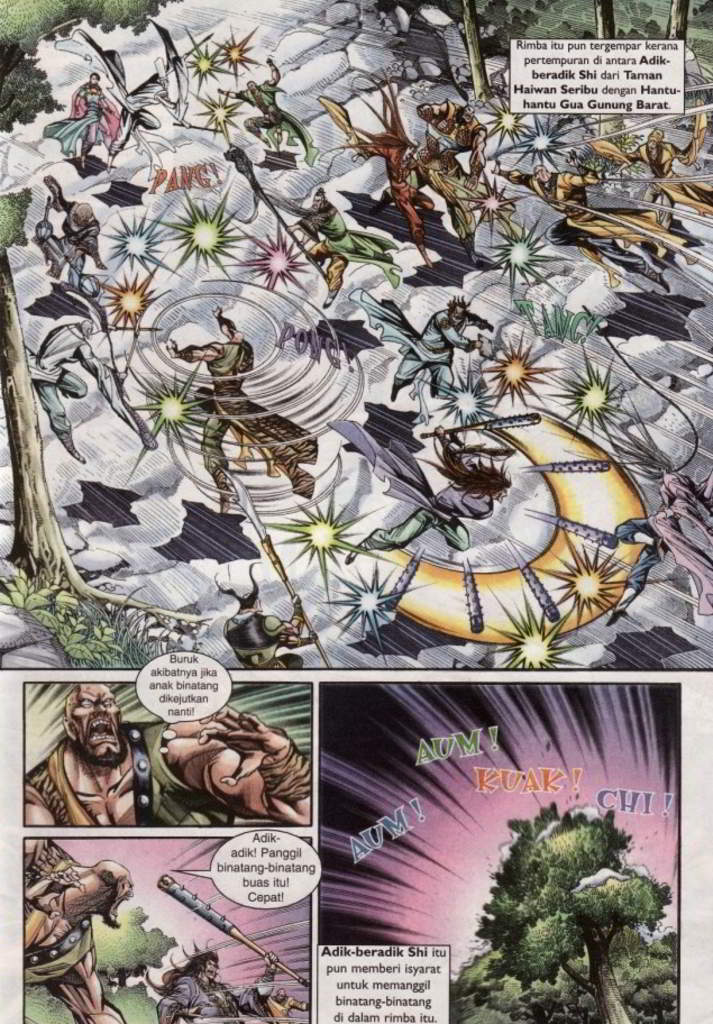 Rimba itu pun tergempar kerana
pertempuran di antara Adik-
beradik Shi dari Taman
Haiwan Seribu dengan Hantu-
hantu Gua Gunung Barat.
PANG!
PONG!
TANG!
Buruk
akibatnya jika
anak binatang
dikejutkan
nanti!
AUM!
KUAK!
CHI!
AUM!
Adik-
adik! Panggil
binatang-binatang
buas itu!
Cepat!
Adik-beradik Shi itu
pun memberi isyarat
untuk memanggil
binatang-binatang
di dalam rimba itu.